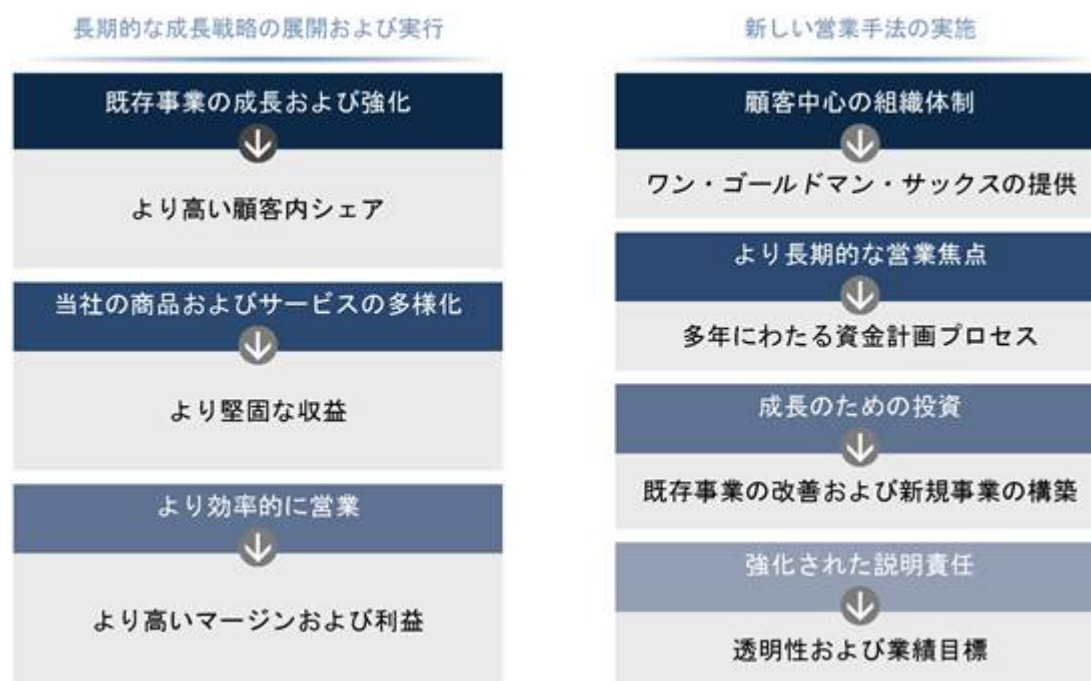 長期的な成長戦略の展開および実行
既存事業の成長および強化
より高い顧客内シェア
当社の商品およびサービスの多様化
より堅固な収益
より効率的に営業
より高いマージンおよび利益
新しい営業手法の実施
顧客中心の組織体制
ワン・ゴールドマン・サックスの提供
より長期的な営業焦点
多年にわたる資金計画プロセス
成長のための投資
既存事業の改善および新規事業の構築
強化された説明責任
透明性および業績目標